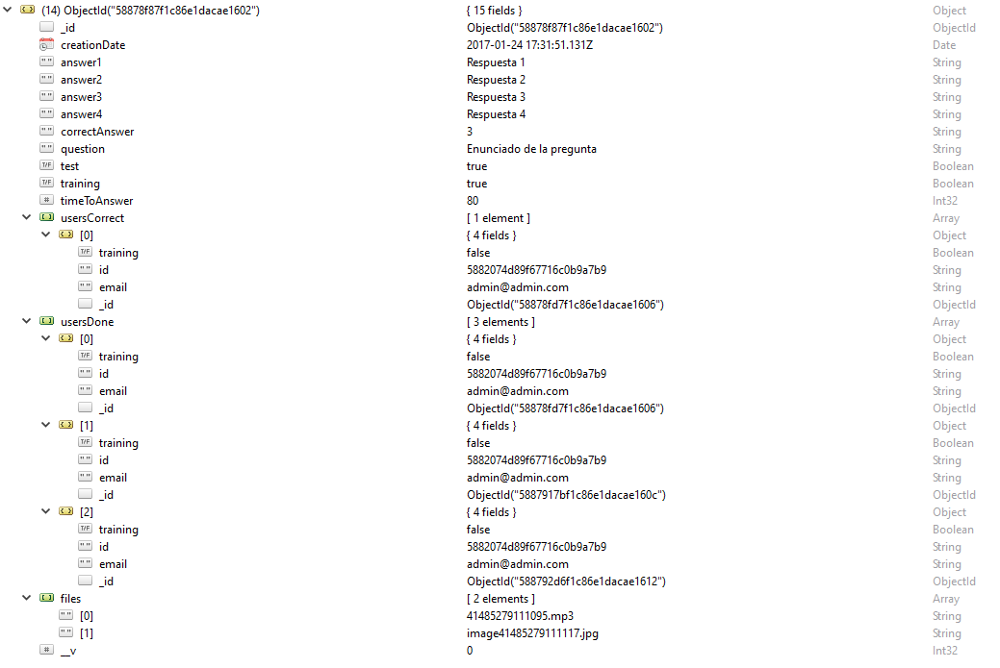 (14) ObjectId("58878f87f1c86e1dacae1602") { 15 fields } Object
_id ObjectId("58878f87f1c86e1dacae1602") ObjectId
creationDate 2017-01-24 17:31:51.131Z Date
" " answer1 Respuesta 1 String
" " answer2 Respuesta 2 String
" " answer3 Respuesta 3 String
" " answer4 Respuesta 4 String
" " correctAnswer 3 String
" " question Enunciado de la pregunta String
T/F test true Boolean
T/F training true Boolean
# timeToAnswer 80 Int32
usersCorrect [ 1 element ] Array
[0] { 4 fields } Object
T/F training false Boolean
" " id 5882074d89f67716c0b9a7b9 String
" " email admin@admin.com String
_id ObjectId("58878fd7f1c86e1dacae1606") ObjectId
usersDone [ 3 elements ] Array
[0] { 4 fields } Object
T/F training false Boolean
" " id 5882074d89f67716c0b9a7b9 String
" " email admin@admin.com String
_id ObjectId("58878fd7f1c86e1dacae1606") ObjectId
[1] { 4 fields } Object
T/F training false Boolean
" " id 5882074d89f67716c0b9a7b9 String
" " email admin@admin.com String
_id ObjectId("5887917bf1c86e1dacae160c") ObjectId
[2] { 4 fields } Object
T/F training false Boolean
" " id 5882074d89f67716c0b9a7b9 String
" " email admin@admin.com String
_id ObjectId("588792d6f1c86e1dacae1612") ObjectId
files [ 2 elements ] Array
" " [0] 41485279111095.mp3 String
" " [1] image41485279111117.jpg String
# __v 0 Int32